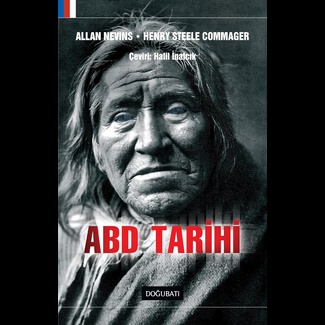 ALLAN NEVINS • HENRY STEELE COMMAGER
Çeviri: Halil İnalcık
ABD TARİHİ
DOĞUBATI